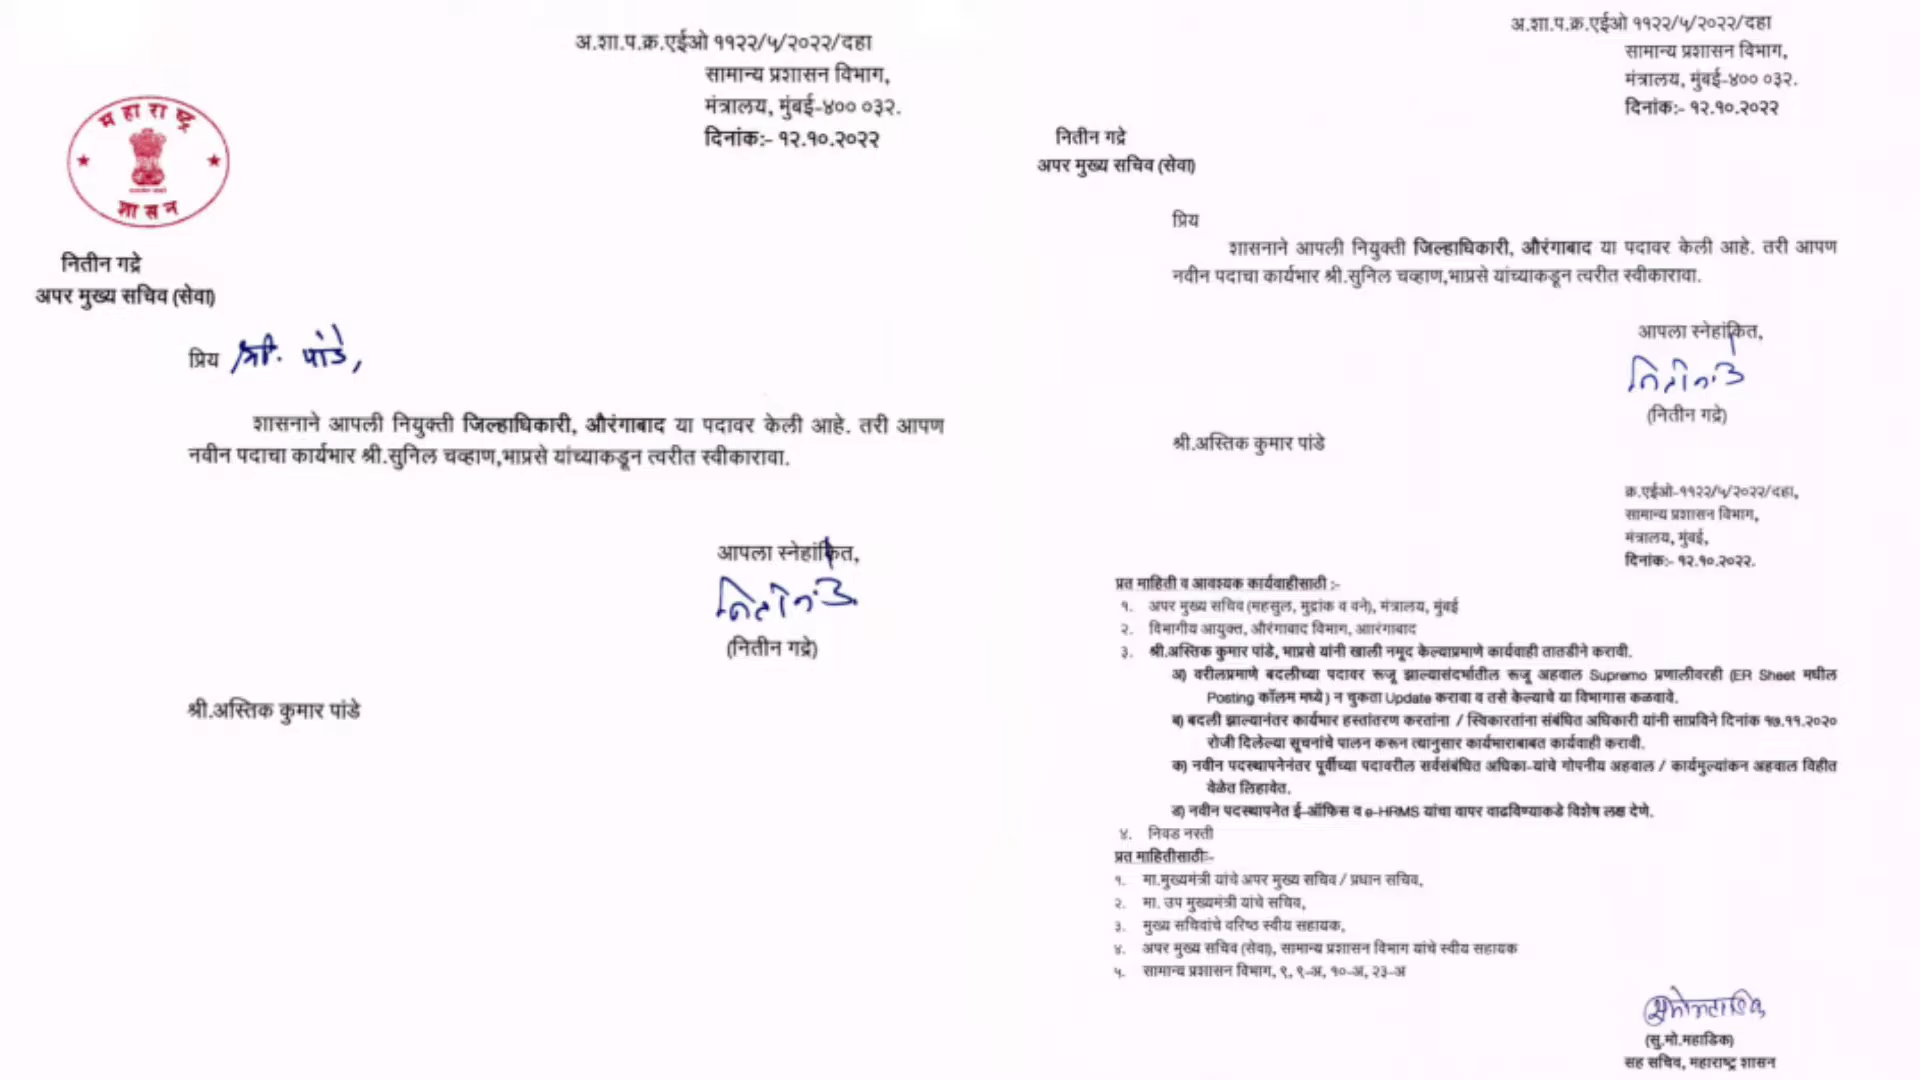 अ.शा.प.क्र.एईओ ११२२/५/२०२२/दहा
सामान्य प्रशासन विभाग,
मंत्रालय, मुंबई-४०० ०३२.
दिनांक:- १२.१०.२०२२
महाराष्ट्र
शासन
नितीन गद्रे
अपर मुख्य सचिव (सेवा)
प्रिय श्री. पांडे,
शासनाने आपली नियुक्ती जिल्हाधिकारी, औरंगाबाद या पदावर केली आहे. तरी आपण
नवीन पदाचा कार्यभार श्री.सुनिल चव्हाण,भाप्रसे यांच्याकडून त्वरीत स्वीकारावा.
आपला स्नेहांकित,
(नितीन गद्रे)
श्री.अस्तिक कुमार पांडे
अ.शा.प.क्र.एईओ ११२२/५/२०२२/दहा
सामान्य प्रशासन विभाग,
मंत्रालय, मुंबई-४०० ०३२.
दिनांक:- १२.१०.२०२२
नितीन गद्रे
अपर मुख्य सचिव (सेवा)
प्रिय
शासनाने आपली नियुक्ती जिल्हाधिकारी, औरंगाबाद या पदावर केली आहे. तरी आपण
नवीन पदाचा कार्यभार श्री.सुनिल चव्हाण,भाप्रसे यांच्याकडून त्वरीत स्वीकारावा.
आपला स्नेहांकित,
(नितीन गद्रे)
श्री.अस्तिक कुमार पांडे
क्र.एईओ-११२२/५/२०२२/दहा,
सामान्य प्रशासन विभाग,
मंत्रालय, मुंबई,
दिनांक:- १२.१०.२०२२.
प्रत माहिती व आवश्यक कार्यवाहीसाठी :-
१. अपर मुख्य सचिव (महसुल, मुद्रांक व वने), मंत्रालय, मुंबई
२. विभागीय आयुक्त, औरंगाबाद विभाग, आारंगाबाद
३. श्री.अस्तिक कुमार पांडे, भाप्रसे यांनी खाली नमूद केल्याप्रमाणे कार्यवाही तातडीने करावी.
अ) वरीलप्रमाणे बदलीच्या पदावर रूजू झाल्यासंदर्भातील रूजू अहवाल Supremo प्रणालीवरही (ER Sheet मधील
Posting कॉलम मध्ये ) न चुकता Update करावा व तसे केल्याचे या विभागास कळवावे.
ब) बदली झाल्यानंतर कार्यभार हस्तांतरण करतांना / स्विकारतांना संबंधित अधिकारी यांनी साप्रविने दिनांक १७.११.२०२०
रोजी दिलेल्या सूचनांचे पालन करून त्यानुसार कार्यभाराबाबत कार्यवाही करावी.
क) नवीन पदस्थापनेनंतर पूर्वीच्या पदावरील सर्वसंबंधित अधिका-यांचे गोपनीय अहवाल / कार्यमुल्यांकन अहवाल विहीत
वेळेत लिहावेत.
ड) नवीन पदस्थापनेत ई-ऑफिस व e-HRMS यांचा वापर वाढविण्याकडे विशेष लक्ष देणे.
४. निवड नस्ती
प्रत माहितीसाठीः-
१. मा.मुख्यमंत्री यांचे अपर मुख्य सचिव / प्रधान सचिव,
२. मा. उप मुख्यमंत्री यांचे सचिव,
३. मुख्य सचिवांचे वरिष्ठ स्वीय सहायक,
४. अपर मुख्य सचिव (सेवा), सामान्य प्रशासन विभाग यांचे स्वीय सहायक
५. सामान्य प्रशासन विभाग, ९, ९-अ, १०-अ, २३-अ
(सु.मो.महाडिक)
सह सचिव, महाराष्ट्र शासन